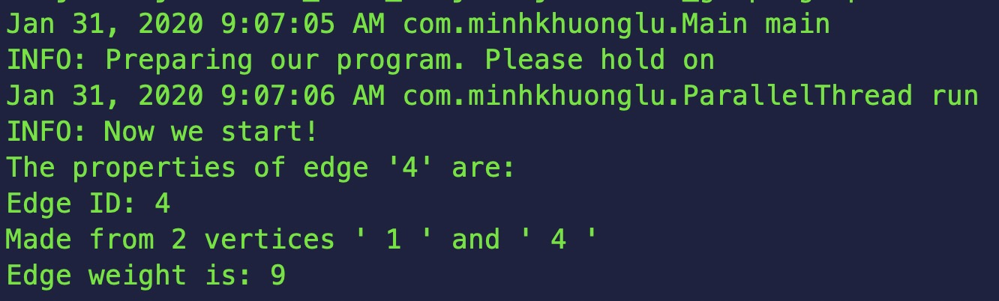 Jan 31, 2020 9:07:05 AM com.minhkhuonglu.Main main
INFO: Preparing our program. Please hold on
Jan 31, 2020 9:07:06 AM com.minhkhuonglu.ParallelThread run
INFO: Now we start!
The properties of edge '4' are:
Edge ID: 4
Made from 2 vertices ' 1 ' and ' 4 '
Edge weight is: 9